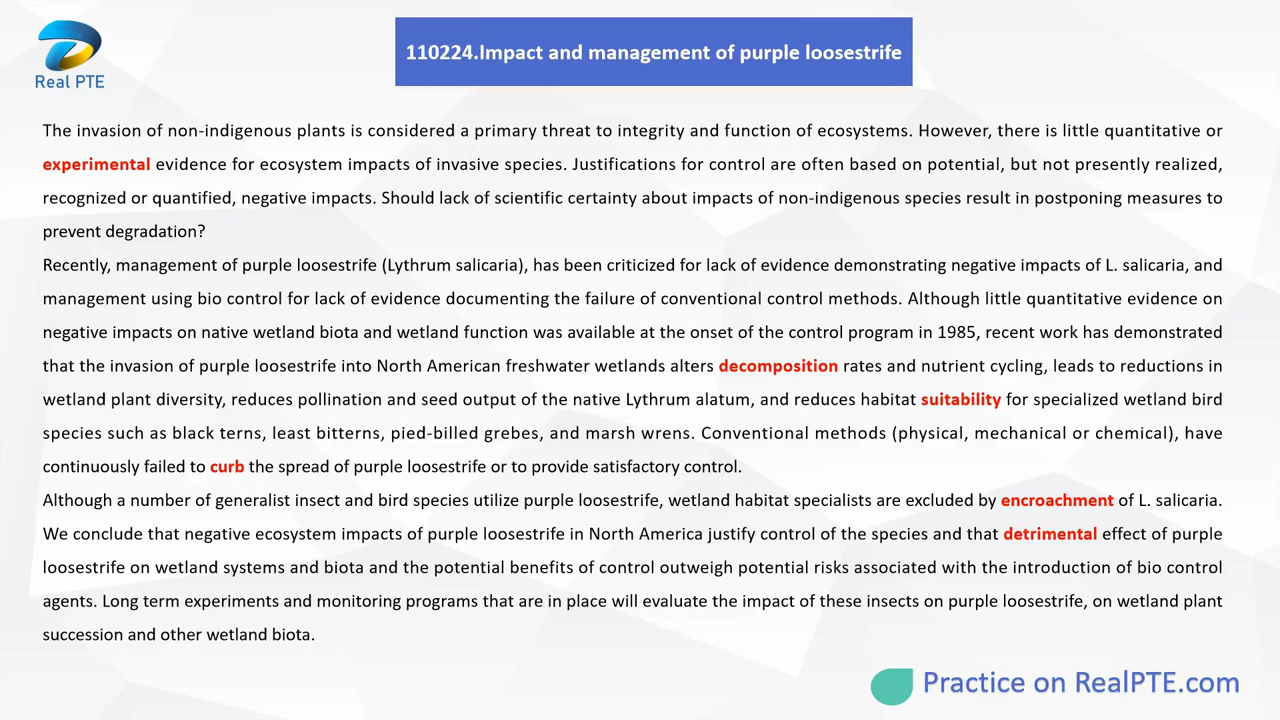 110224.Impact and management of purple loosestrife
Real PTE
The invasion of non-indigenous plants is considered a primary threat to integrity and function of ecosystems. However, there is little quantitative or
experimental evidence for ecosystem impacts of invasive species. Justifications for control are often based on potential, but not presently realized,
recognized or quantified, negative impacts. Should lack of scientific certainty about impacts of non-indigenous species result in postponing measures to
prevent degradation?
Recently, management of purple loosestrife (Lythrum salicaria), has been criticized for lack of evidence demonstrating negative impacts of L. salicaria, and
management using bio control for lack of evidence documenting the failure of conventional control methods. Although little quantitative evidence on
negative impacts on native wetland biota and wetland function was available at the onset of the control program in 1985, recent work has demonstrated
that the invasion of purple loosestrife into North American freshwater wetlands alters decomposition rates and nutrient cycling, leads to reductions in
wetland plant diversity, reduces pollination and seed output of the native Lythrum alatum, and reduces habitat suitability for specialized wetland bird
species such as black terns, least bitterns, pied-billed grebes, and marsh wrens. Conventional methods (physical, mechanical or chemical), have
continuously failed to curb the spread of purple loosestrife or to provide satisfactory control.
Although a number of generalist insect and bird species utilize purple loosestrife, wetland habitat specialists are excluded by encroachment of L. salicaria.
We conclude that negative ecosystem impacts of purple loosestrife in North America justify control of the species and that detrimental effect of purple
loosestrife on wetland systems and biota and the potential benefits of control outweigh potential risks associated with the introduction of bio control
agents. Long term experiments and monitoring programs that are in place will evaluate the impact of these insects on purple loosestrife, on wetland plant
succession and other wetland biota.
Practice on RealPTE.com